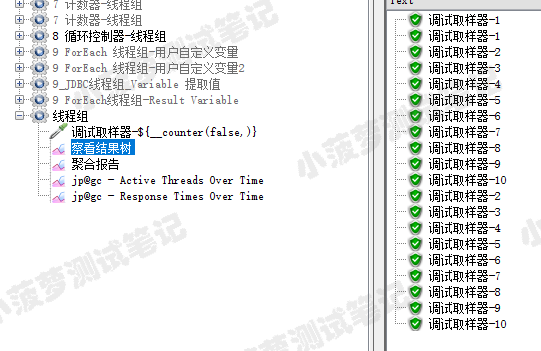 7 计数器-线程组
7 计数器-线程组
8 循环控制器-线程组
9 ForEach 线程组-用户自定义变量
9 ForEach 线程组-用户自定义变量2
9_JDBC线程组_Variable 提取值
9 ForEach线程组-Result Variable
线程组
调试取样器-${__counter(false,)}
察看结果树
聚合报告
jp@gc - Active Threads Over Time
jp@gc - Response Times Over Time
Text
调试取样器-1
调试取样器-1
调试取样器-2
调试取样器-3
调试取样器-4
调试取样器-5
调试取样器-6
调试取样器-7
调试取样器-8
调试取样器-9
调试取样器-10
调试取样器-2
调试取样器-3
调试取样器-4
调试取样器-5
调试取样器-6
调试取样器-7
调试取样器-8
调试取样器-9
调试取样器-10
小菠萝测试笔记
小菠萝测试笔记
小菠萝测试笔记